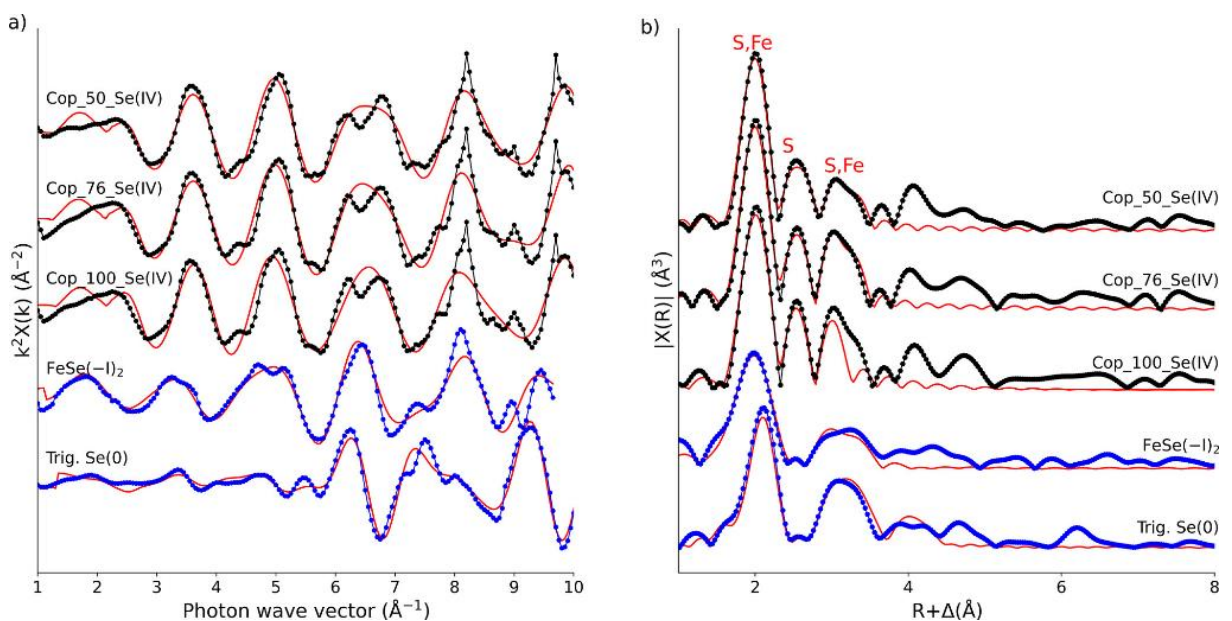 a)
Cop_50_Se(IV)
Cop_76_Se(IV)
Cop_100_Se(IV)
FeSe(−I)₂
Trig. Se(0)
k²X(k) (Å⁻²)
1 2 3 4 5 6 7 8 9 10
Photon wave vector (Å⁻¹)
b)
S,Fe
S
S,Fe
Cop_50_Se(IV)
Cop_76_Se(IV)
Cop_100_Se(IV)
FeSe(−I)₂
Trig. Se(0)
|X(R)| (Å³)
2 4 6 8
R+Δ(Å)